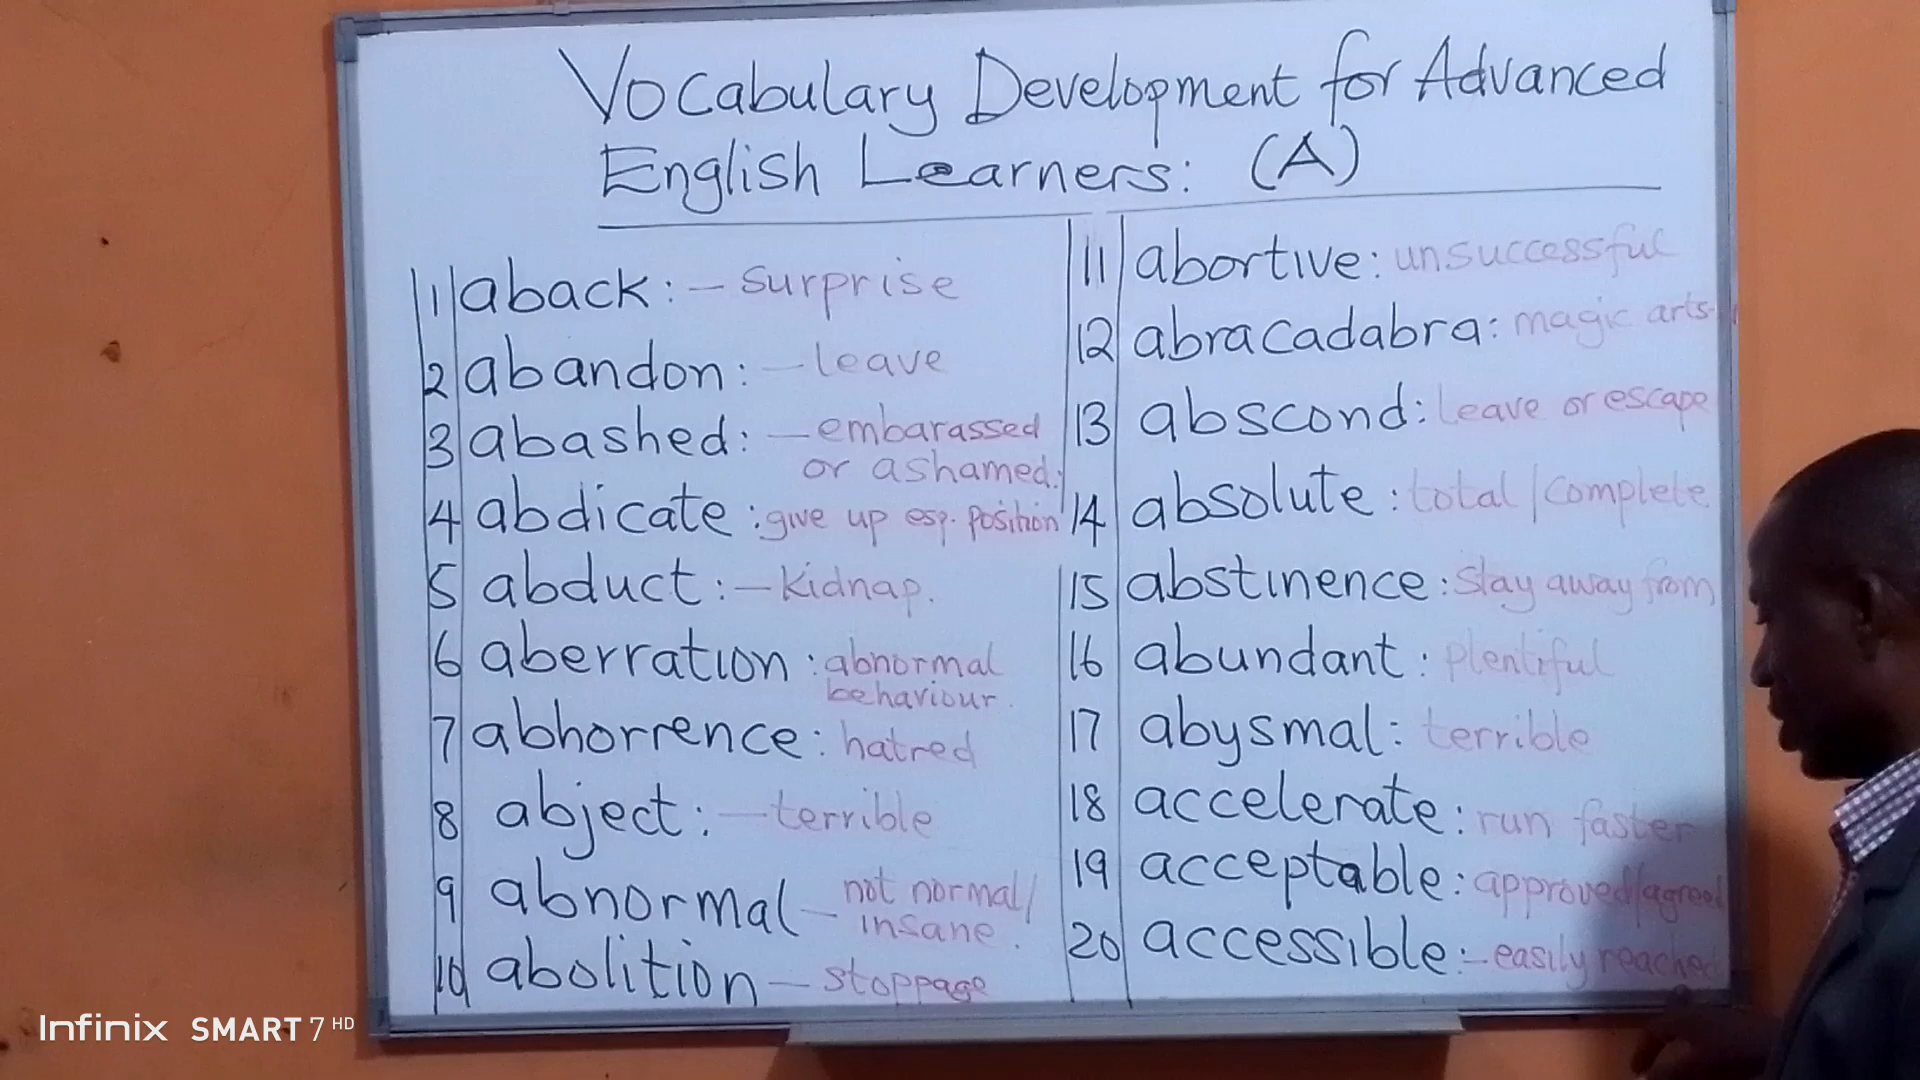 Vocabulary Development for Advanced
English Learners: (A)
1 aback: - surprise
2 abandon: - leave
3 abashed: - embarassed
or ashamed.
4 abdicate: give up esp. position
5 abduct: - kidnap.
6 aberration: abnormal
behaviour.
7 abhorrence: hatred
8 abject: - terrible
9 abnormal - not normal/
insane.
10 abolition - stoppage
11 abortive: unsuccessful
12 abracadabra: magic arts
13 abscond: leave or escape
14 absolute: total/complete
15 abstinence: stay away from
16 abundant: plentiful
17 abysmal: terrible
18 accelerate: run faster
19 acceptable: approved/agreed
20 accessible: - easily reached
Infinix SMART 7 HD